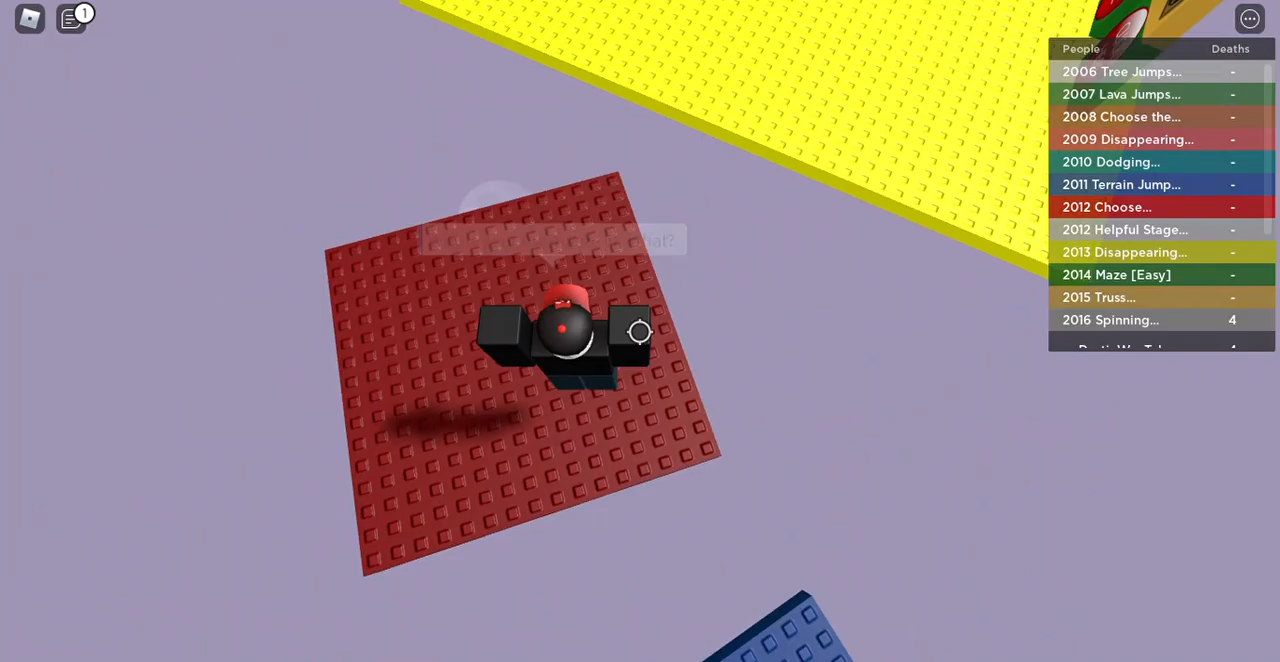 1
People Deaths
2006 Tree Jumps... -
2007 Lava Jumps... -
2008 Choose the... -
2009 Disappearing... -
2010 Dodging... -
2011 Terrain Jump... -
2012 Choose... -
2012 Helpful Stage... -
2013 Disappearing... -
2014 Maze [Easy] -
2015 Truss... -
2016 Spinning... 4